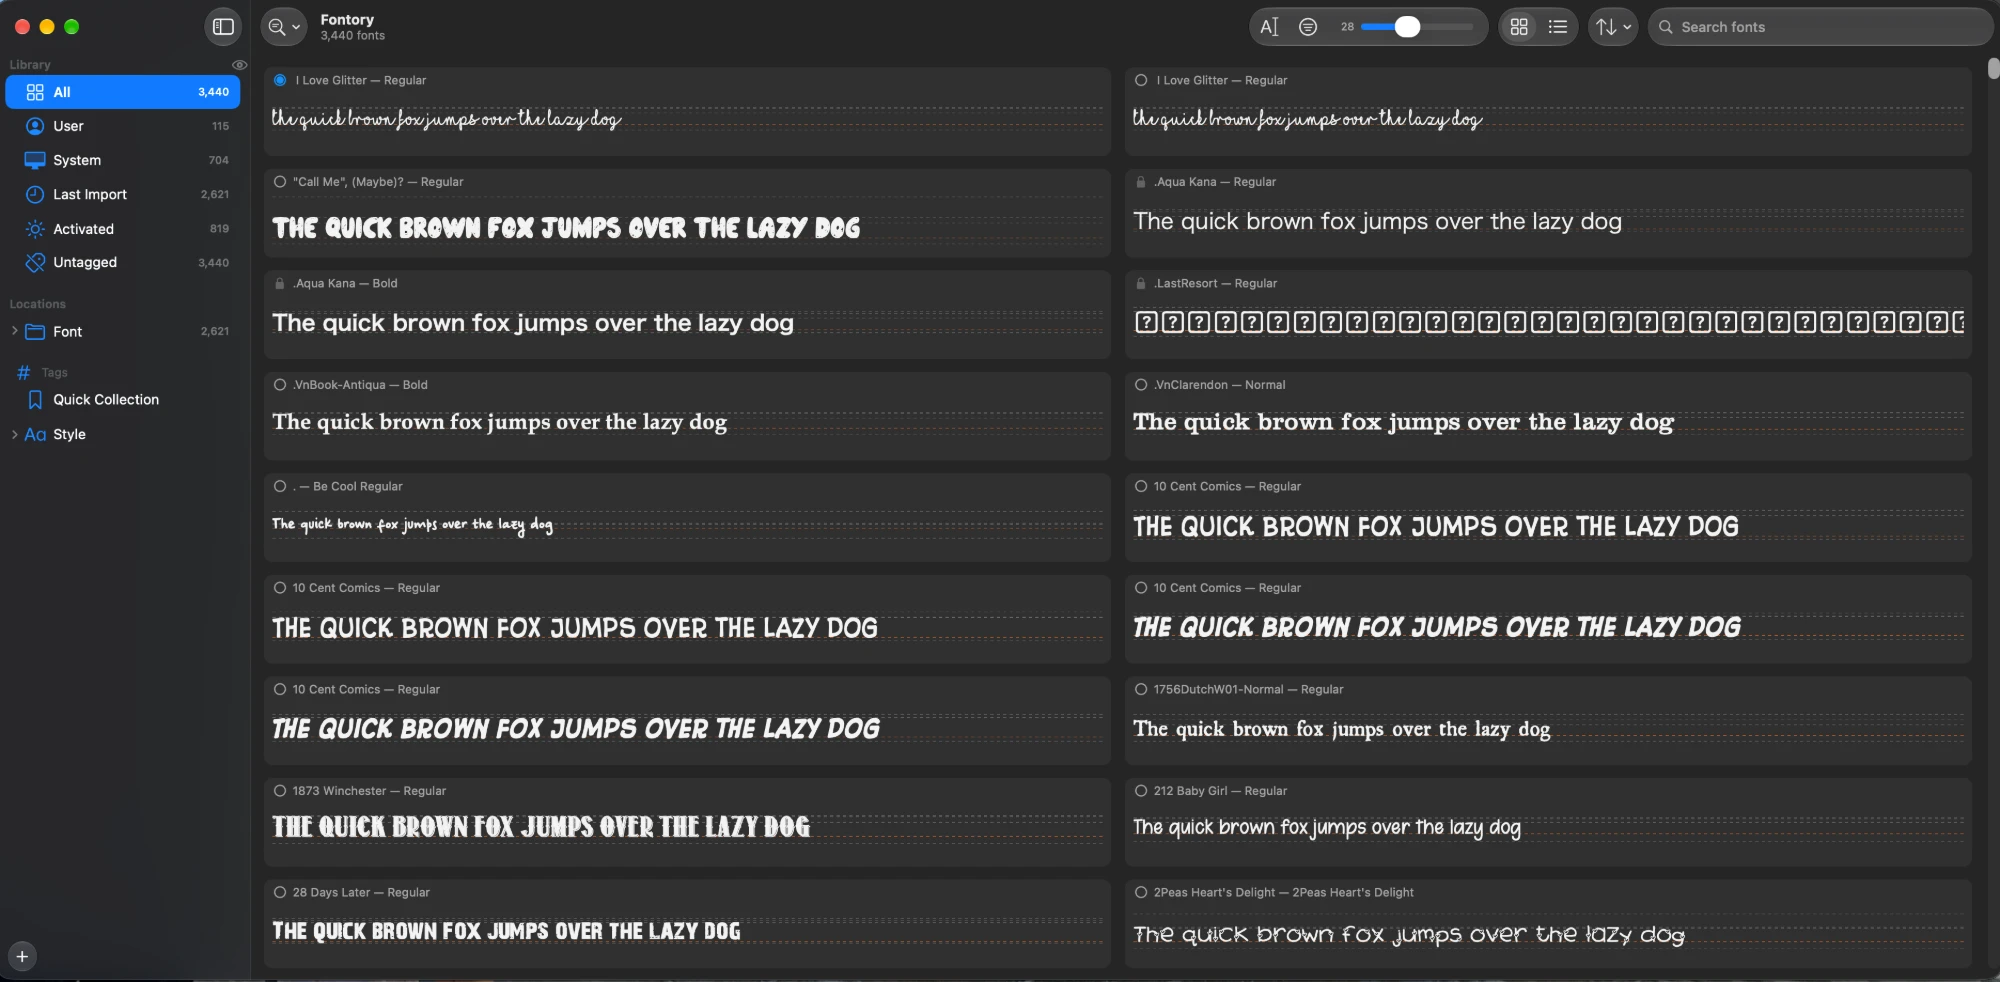 Fontory
3,440 fonts
28
Search fonts
Library
All 3,440
User 115
System 704
Last Import 2,621
Activated 819
Untagged 3,440
Locations
Font 2,621
# Tags
Quick Collection
Aa Style
I Love Glitter — Regular
the quick brown fox jumps over the lazy dog
I Love Glitter — Regular
the quick brown fox jumps over the lazy dog
"Call Me", (Maybe)? — Regular
THE QUICK BROWN FOX JUMPS OVER THE LAZY DOG
.Aqua Kana — Regular
The quick brown fox jumps over the lazy dog
.Aqua Kana — Bold
The quick brown fox jumps over the lazy dog
.LastResort — Regular
.VnBook-Antiqua — Bold
The quick brown fox jumps over the lazy dog
.VnClarendon — Normal
The quick brown fox jumps over the lazy dog
. — Be Cool Regular
The quick brown fox jumps over the lazy dog
10 Cent Comics — Regular
THE QUICK BROWN FOX JUMPS OVER THE LAZY DOG
10 Cent Comics — Regular
THE QUICK BROWN FOX JUMPS OVER THE LAZY DOG
10 Cent Comics — Regular
THE QUICK BROWN FOX JUMPS OVER THE LAZY DOG
10 Cent Comics — Regular
THE QUICK BROWN FOX JUMPS OVER THE LAZY DOG
1756DutchW01-Normal — Regular
The quick brown fox jumps over the lazy dog
1873 Winchester — Regular
THE QUICK BROWN FOX JUMPS OVER THE LAZY DOG
212 Baby Girl — Regular
The quick brown fox jumps over the lazy dog
28 Days Later — Regular
THE QUICK BROWN FOX JUMPS OVER THE LAZY DOG
2Peas Heart's Delight — 2Peas Heart's Delight
The quick brown fox jumps over the lazy dog